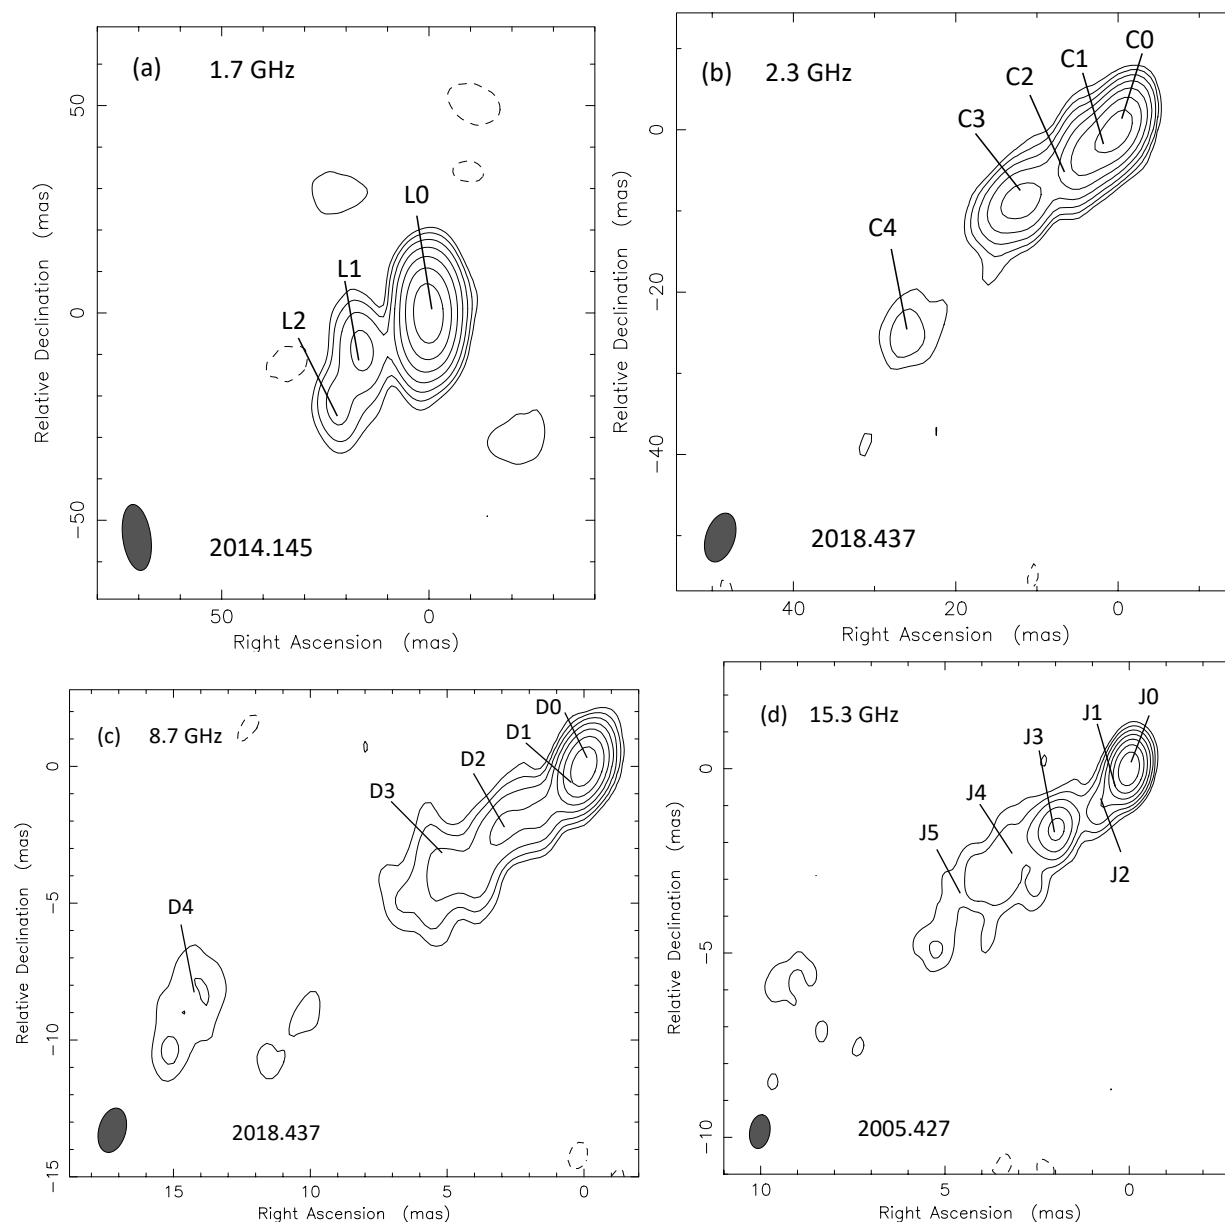 (a) 1.7 GHz
L0
L1
L2
2014.145
50
0
−50
50 0
Relative Declination (mas)
Right Ascension (mas)
(b) 2.3 GHz
C0
C1
C2
C3
C4
2018.437
0
−20
−40
40 20 0
Relative Declination (mas)
Right Ascension (mas)
(c) 8.7 GHz
D0
D1
D2
D3
D4
2018.437
0
−5
−10
−15
15 10 5 0
Relative Declination (mas)
Right Ascension (mas)
(d) 15.3 GHz
J0
J1
J3
J4
J5
J2
2005.427
0
−5
−10
10 5 0
Relative Declination (mas)
Right Ascension (mas)